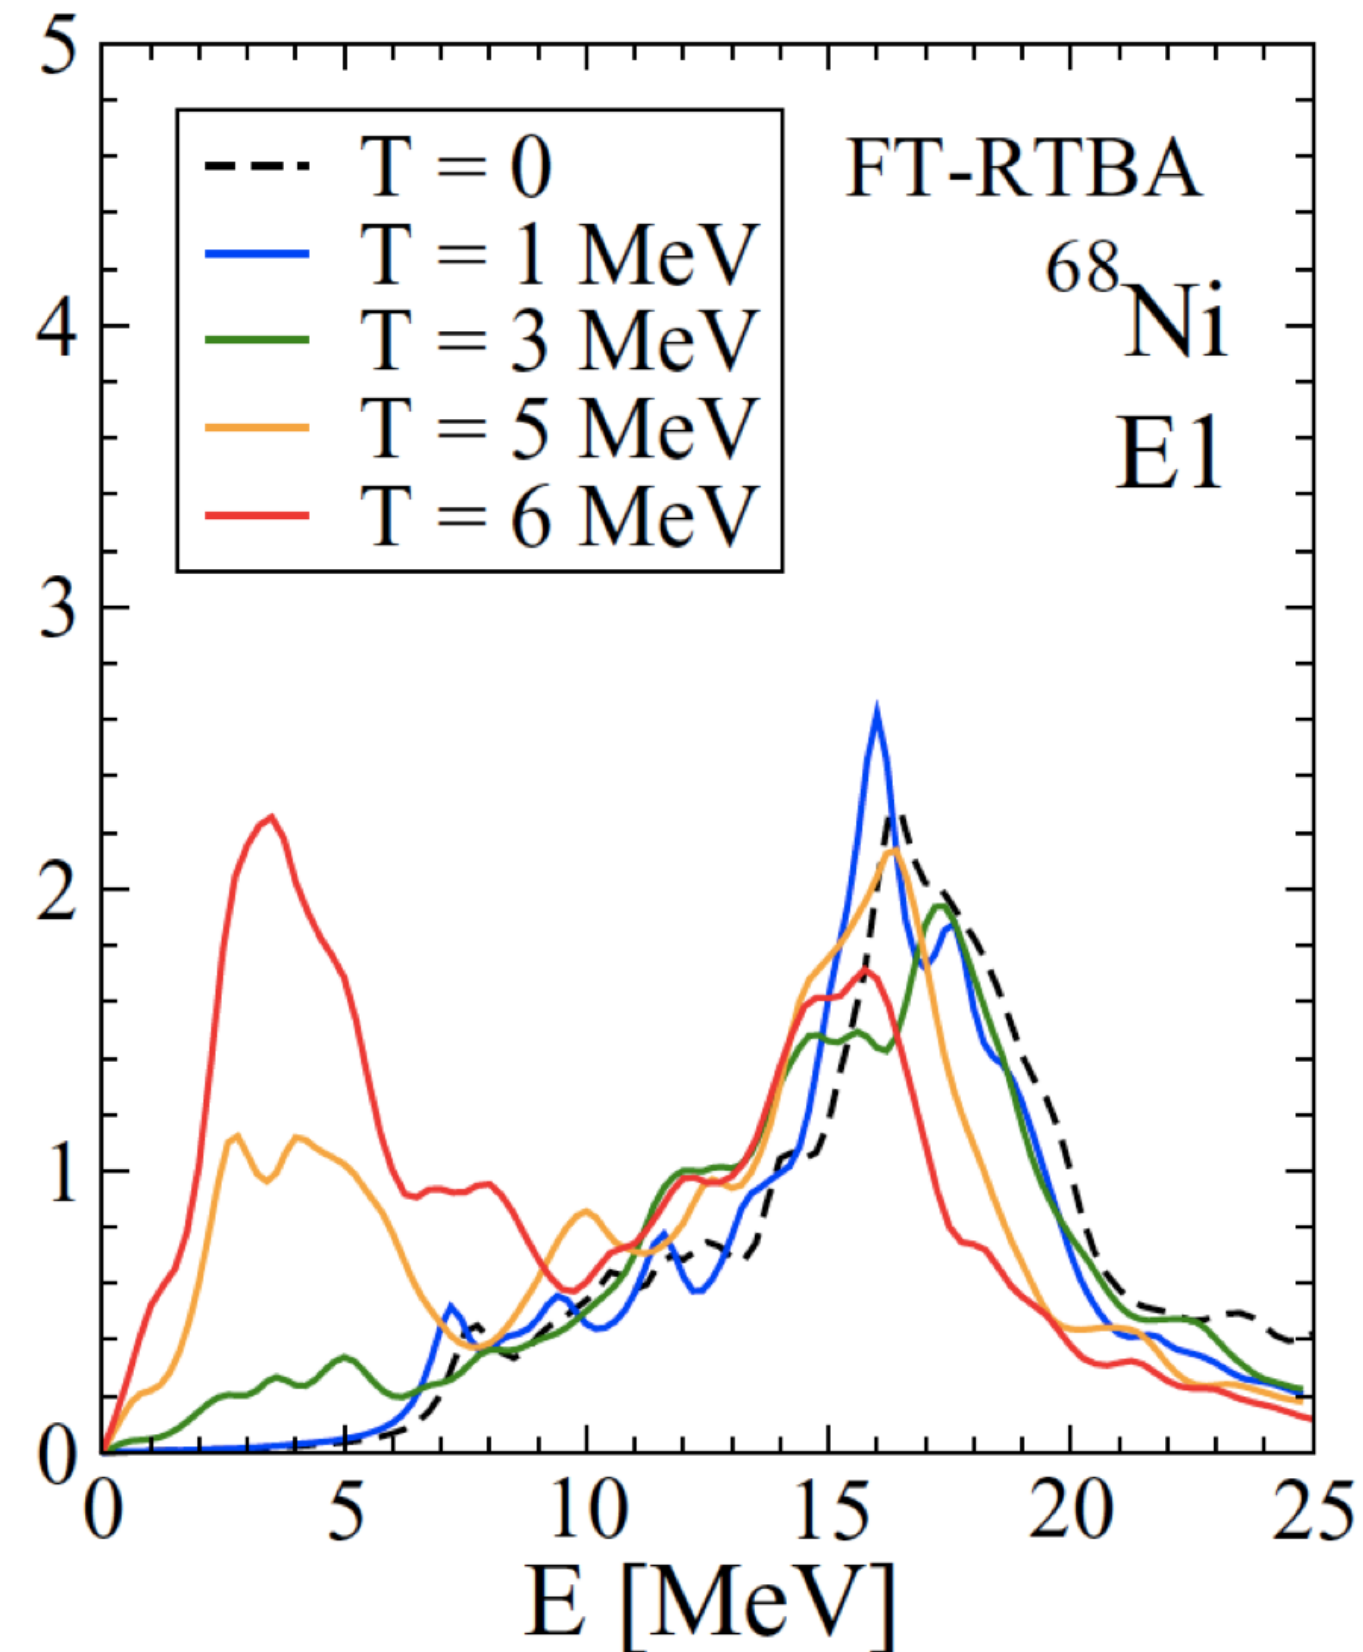 5
4
3
2
1
0
T = 0
T = 1 MeV
T = 3 MeV
T = 5 MeV
T = 6 MeV
FT-RTBA
68Ni
E1
0 5 10 15 20 25
E [MeV]